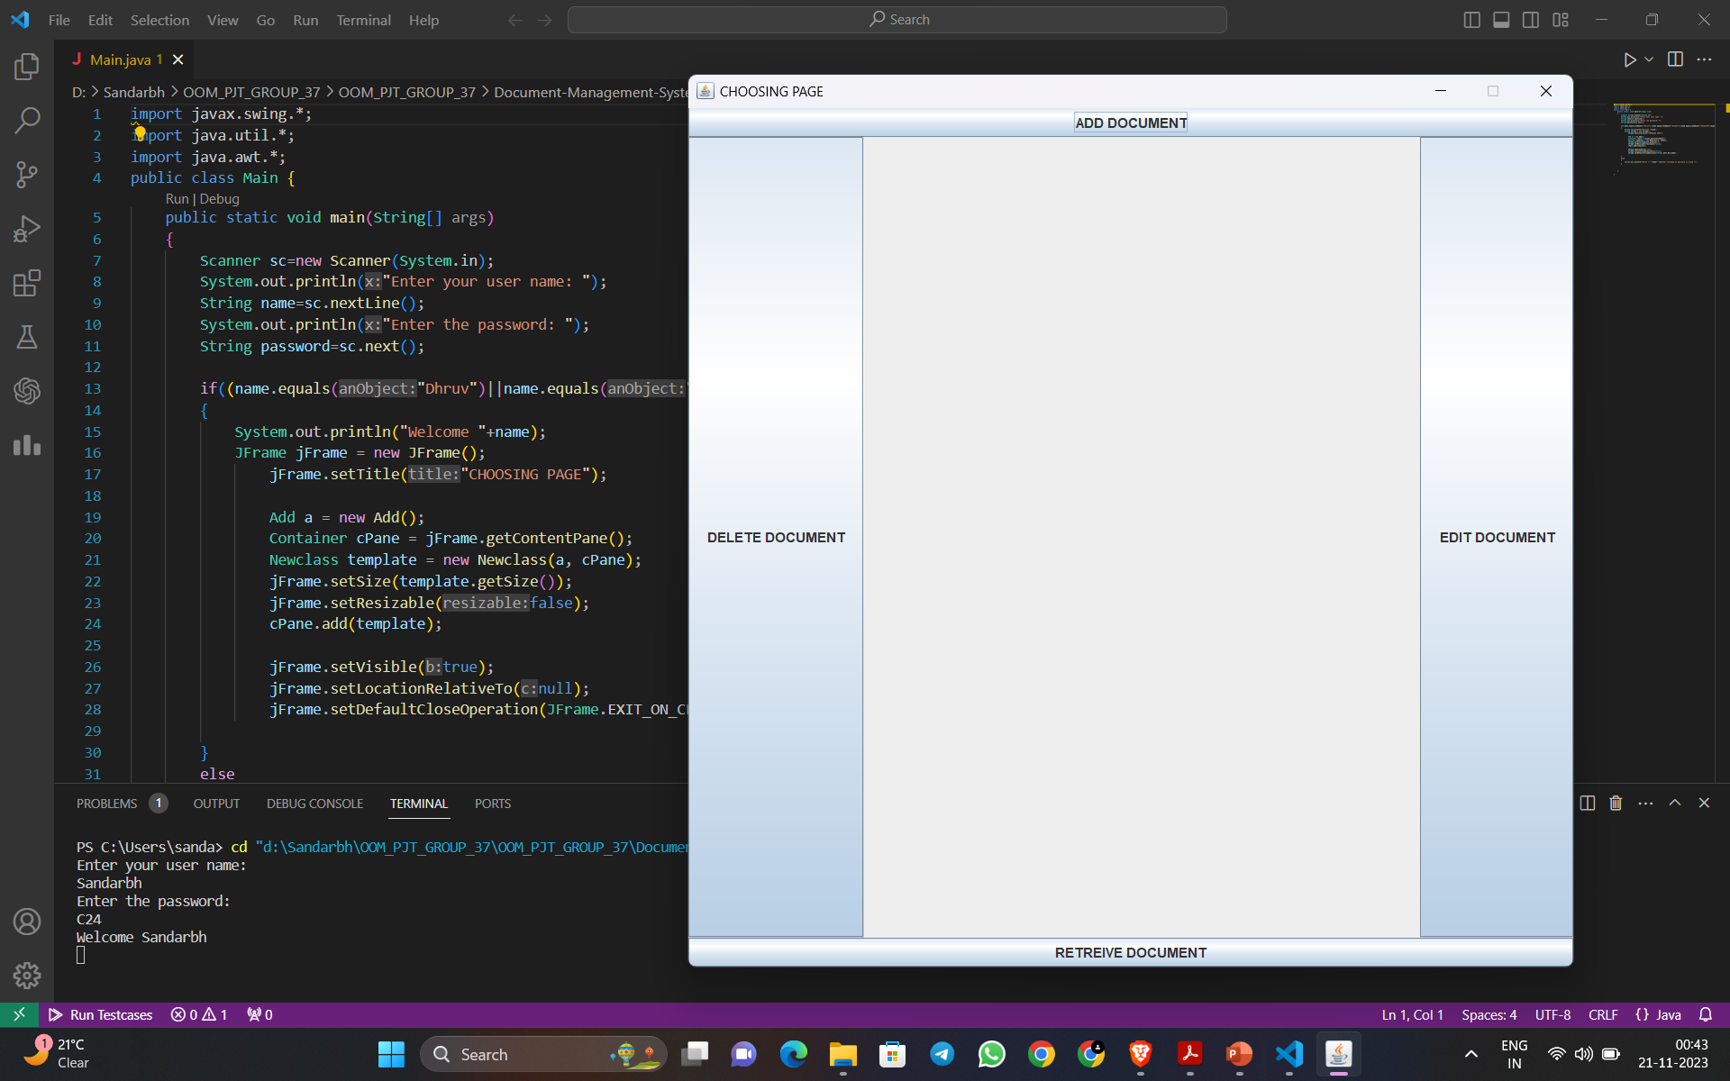 File Edit Selection View Go Run Terminal Help
Search
J Main.java 1
D: > Sandarbh > OOM_PJT_GROUP_37 > OOM_PJT_GROUP_37 > Document-Management-Syste
1 import javax.swing.*;
2 import java.util.*;
3 import java.awt.*;
4 public class Main {
Run | Debug
5 public static void main(String[] args)
6 {
7 Scanner sc=new Scanner(System.in);
8 System.out.println(x:"Enter your user name: ");
9 String name=sc.nextLine();
10 System.out.println(x:"Enter the password: ");
11 String password=sc.next();
12
13 if((name.equals(anObject:"Dhruv")||name.equals(anObject:"
14 {
15 System.out.println("Welcome "+name);
16 JFrame jFrame = new JFrame();
17 jFrame.setTitle(title:"CHOOSING PAGE");
18
19 Add a = new Add();
20 Container cPane = jFrame.getContentPane();
21 Newclass template = new Newclass(a, cPane);
22 jFrame.setSize(template.getSize());
23 jFrame.setResizable(resizable:false);
24 cPane.add(template);
25
26 jFrame.setVisible(b:true);
27 jFrame.setLocationRelativeTo(c:null);
28 jFrame.setDefaultCloseOperation(JFrame.EXIT_ON_CL
29
30 }
31 else
CHOOSING PAGE
ADD DOCUMENT
DELETE DOCUMENT
EDIT DOCUMENT
RETREIVE DOCUMENT
PROBLEMS 1 OUTPUT DEBUG CONSOLE TERMINAL PORTS
PS C:\Users\sanda> cd "d:\Sandarbh\OOM_PJT_GROUP_37\OOM_PJT_GROUP_37\Documen
Enter your user name:
Sandarbh
Enter the password:
C24
Welcome Sandarbh
Run Testcases 0 1 0
Ln 1, Col 1 Spaces: 4 UTF-8 CRLF {} Java
1 21°C
Clear
Search
ENG
IN
00:43
21-11-2023